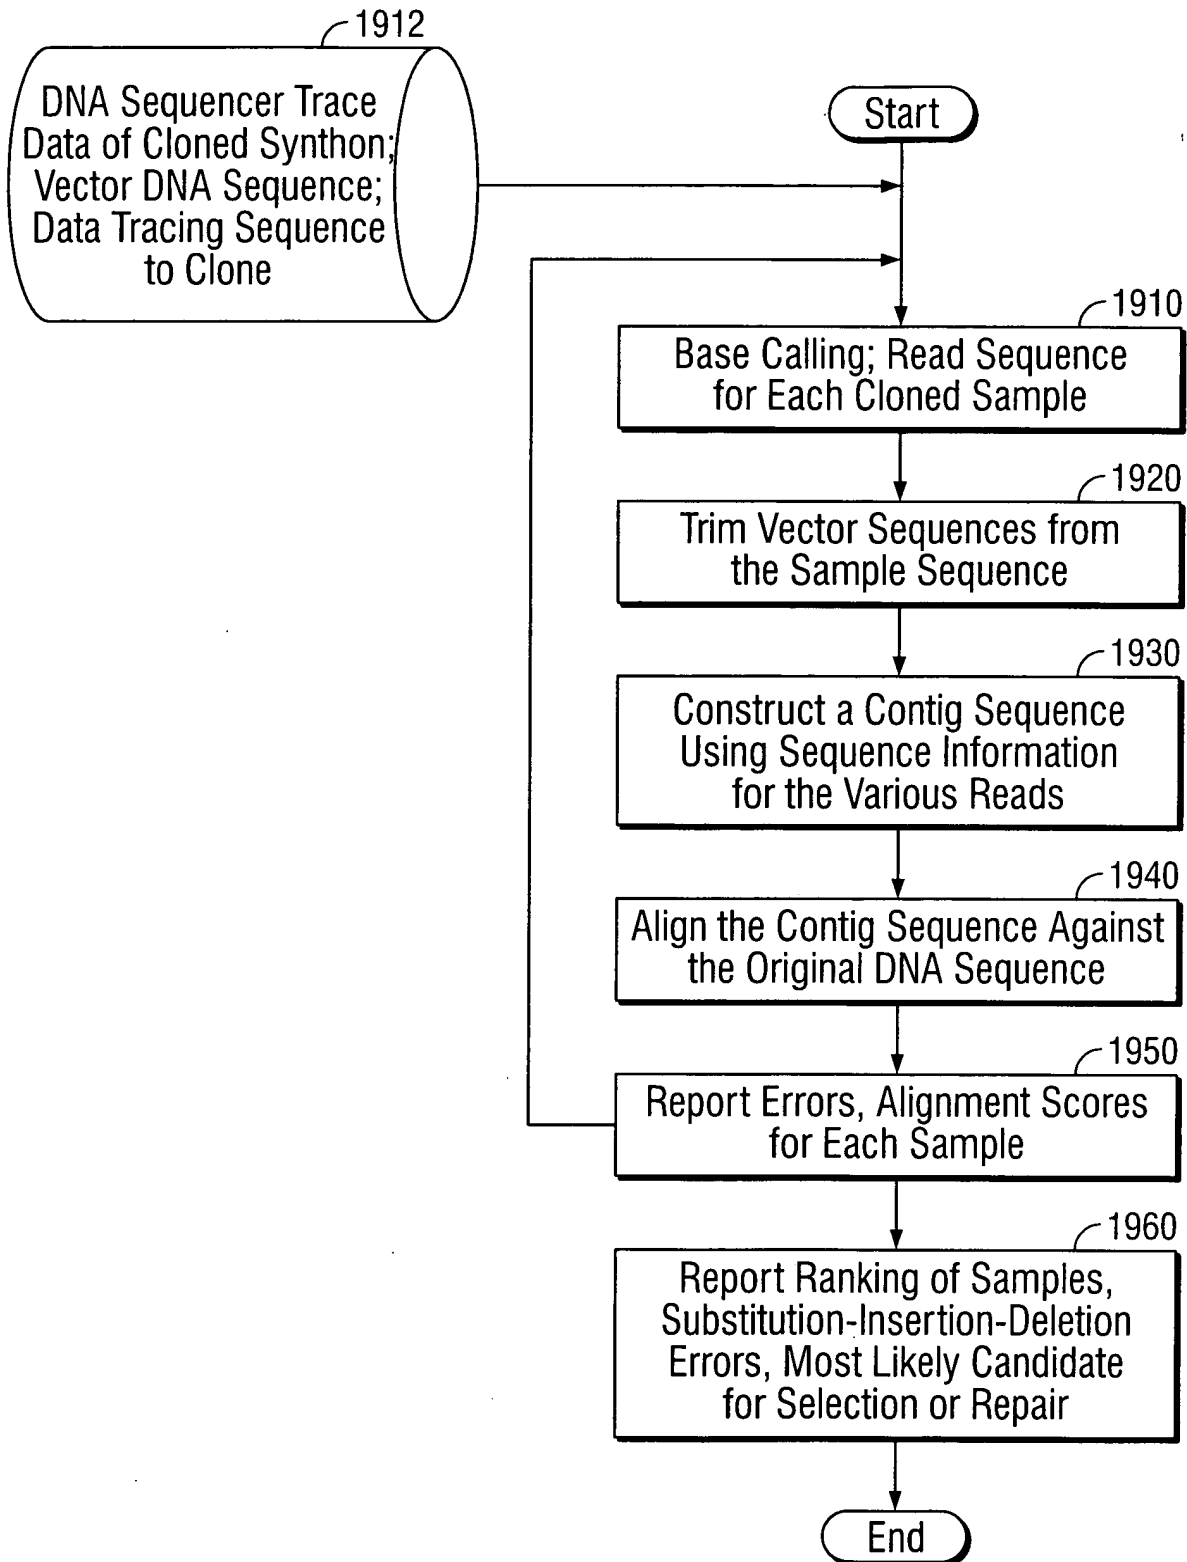 1912
DNA Sequencer Trace
Data of Cloned Synthon;
Vector DNA Sequence;
Data Tracing Sequence
to Clone
Start
1910
Base Calling; Read Sequence
for Each Cloned Sample
1920
Trim Vector Sequences from
the Sample Sequence
1930
Construct a Contig Sequence
Using Sequence Information
for the Various Reads
1940
Align the Contig Sequence Against
the Original DNA Sequence
1950
Report Errors, Alignment Scores
for Each Sample
1960
Report Ranking of Samples,
Substitution-Insertion-Deletion
Errors, Most Likely Candidate
for Selection or Repair
End